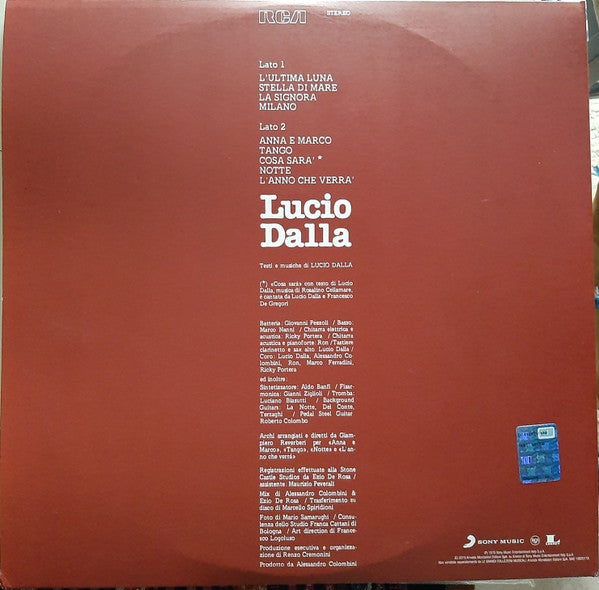 RCA
STEREO
Lato 1
L'ULTIMA LUNA
STELLA DI MARE
LA SIGNORA
MILANO
Lato 2
ANNA E MARCO
TANGO
COSA SARA' *
NOTTE
L'ANNO CHE VERRA'
Lucio
Dalla
Testi e musiche di LUCIO DALLA
(*) «Cosa sarà» con testo di Lucio
Dalla, musica di Rosalino Cellamare,
è cantata da Lucio Dalla e Francesco
De Gregori
Batteria: Giovanni Pezzoli / Basso:
Marco Nanni / Chitarra elettrica e
acustica: Ricky Portera / Chitarra
acustica e pianoforte: Ron / Tastiere
clarinetto e sax alto: Lucio Dalla /
Coro: Lucio Dalla, Alessandro Co
lombini, Ron, Marco Ferradini,
Ricky Portera
ed inoltre:
Sintetizzatore: Aldo Banfi / Fisar-
monica: Gianni Ziglioli / Tromba:
Luciano Biasutti / Background
Guitars: La Notte, Del Conte,
Terzaghi / Pedal Steel Guitar
Roberto Colombo
Archi arrangiati e diretti da Giam-
piero Reverberi per «Anna e
Marco», «Tango», «Notte» e «L'an-
no che verrà»
Registrazioni effettuate alla Stone
Castle Studios da Ezio De Rosa /
assistente: Maurizio Peverali
Mix di Alessandro Colombini &
Ezio De Rosa / Trasferimento su
disco di Marcello Spiridioni
Foto di Mario Samarughi / Consu-
lenza dello Studio Franca Cattani di
Bologna / Art direction di France-
sco Logoluso
Produzione esecutiva e organizza-
zione di Renzo Cremonini
Prodotto da Alessandro Colombini
SONY MUSIC